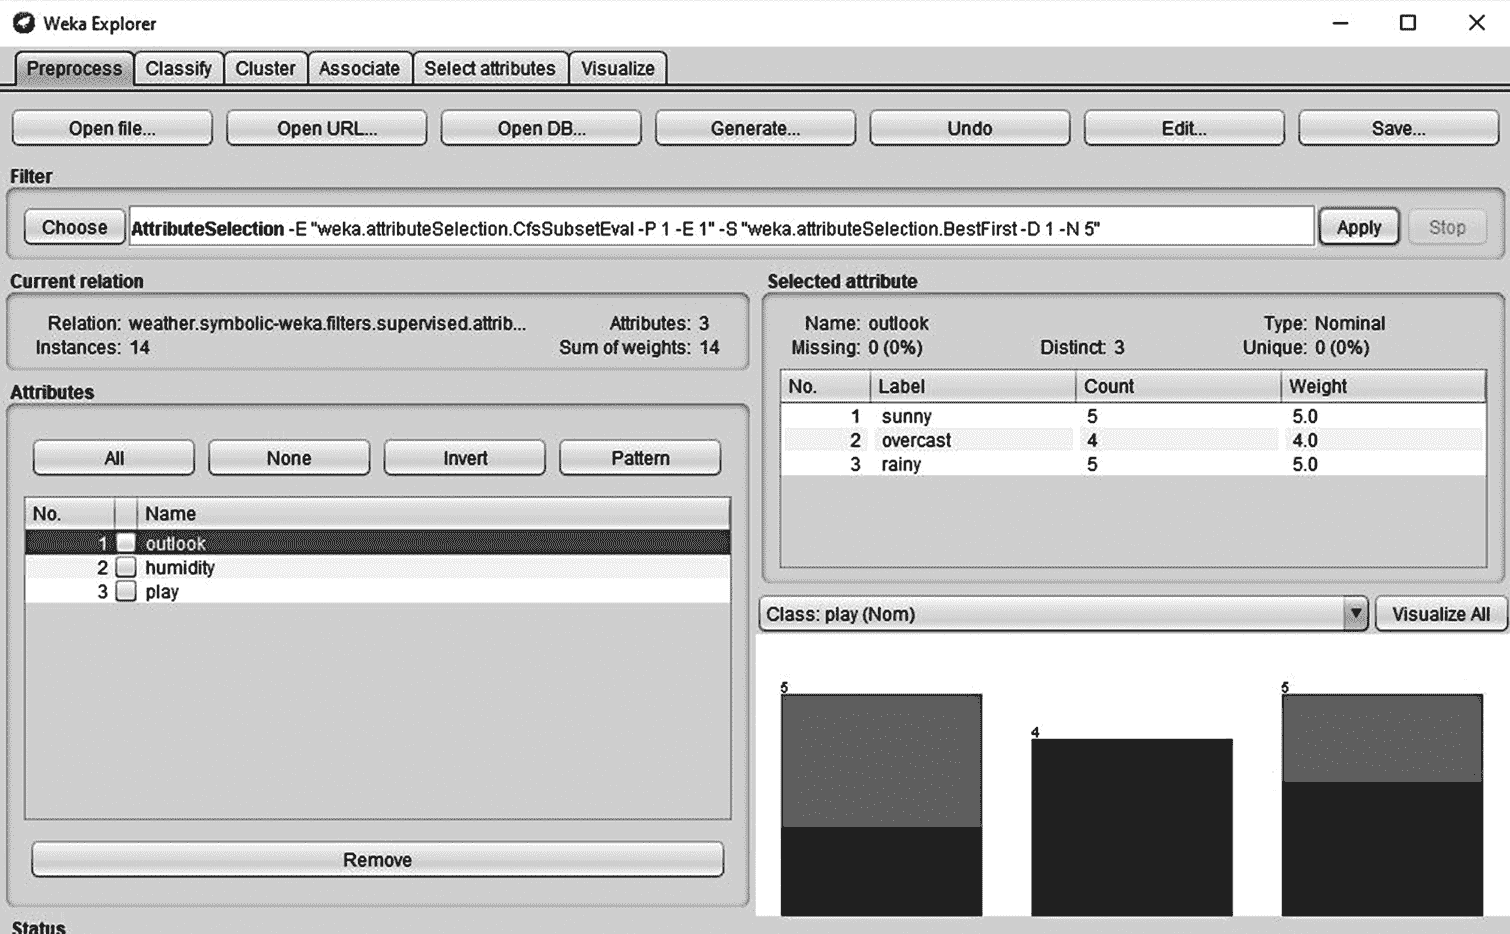 Weka Explorer
Preprocess Classify Cluster Associate Select attributes Visualize
Open file... Open URL... Open DB... Generate... Undo Edit... Save...
Filter
Choose AttributeSelection -E "weka.attributeSelection.CfsSubsetEval -P 1 -E 1" -S "weka.attributeSelection.BestFirst -D 1 -N 5" Apply Stop
Current relation
Relation: weather.symbolic-weka.filters.supervised.attrib... Attributes: 3
Instances: 14 Sum of weights: 14
Attributes
All None Invert Pattern
No. Name
1 outlook
2 humidity
3 play
Remove
Status
Selected attribute
Name: outlook Type: Nominal
Missing: 0 (0%) Distinct: 3 Unique: 0 (0%)
No. Label Count Weight
1 sunny 5 5.0
2 overcast 4 4.0
3 rainy 5 5.0
Class: play (Nom) Visualize All
5 4 5